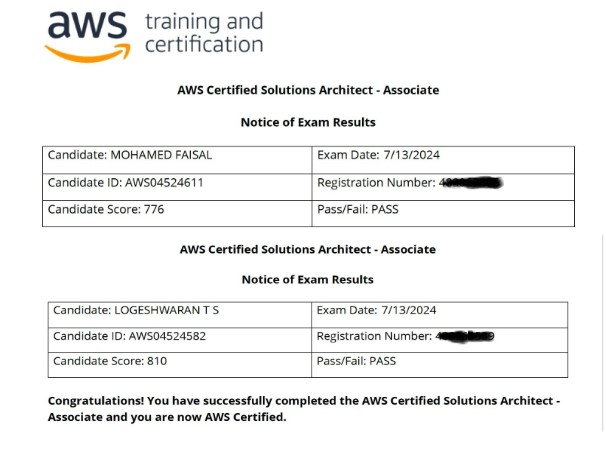 aws training and
certification
AWS Certified Solutions Architect - Associate
Notice of Exam Results
Candidate: MOHAMED FAISAL Exam Date: 7/13/2024
Candidate ID: AWS04524611 Registration Number:
Candidate Score: 776 Pass/Fail: PASS
AWS Certified Solutions Architect - Associate
Notice of Exam Results
Candidate: LOGESHWARAN T S Exam Date: 7/13/2024
Candidate ID: AWS04524582 Registration Number:
Candidate Score: 810 Pass/Fail: PASS
Congratulations! You have successfully completed the AWS Certified Solutions Architect -
Associate and you are now AWS Certified.